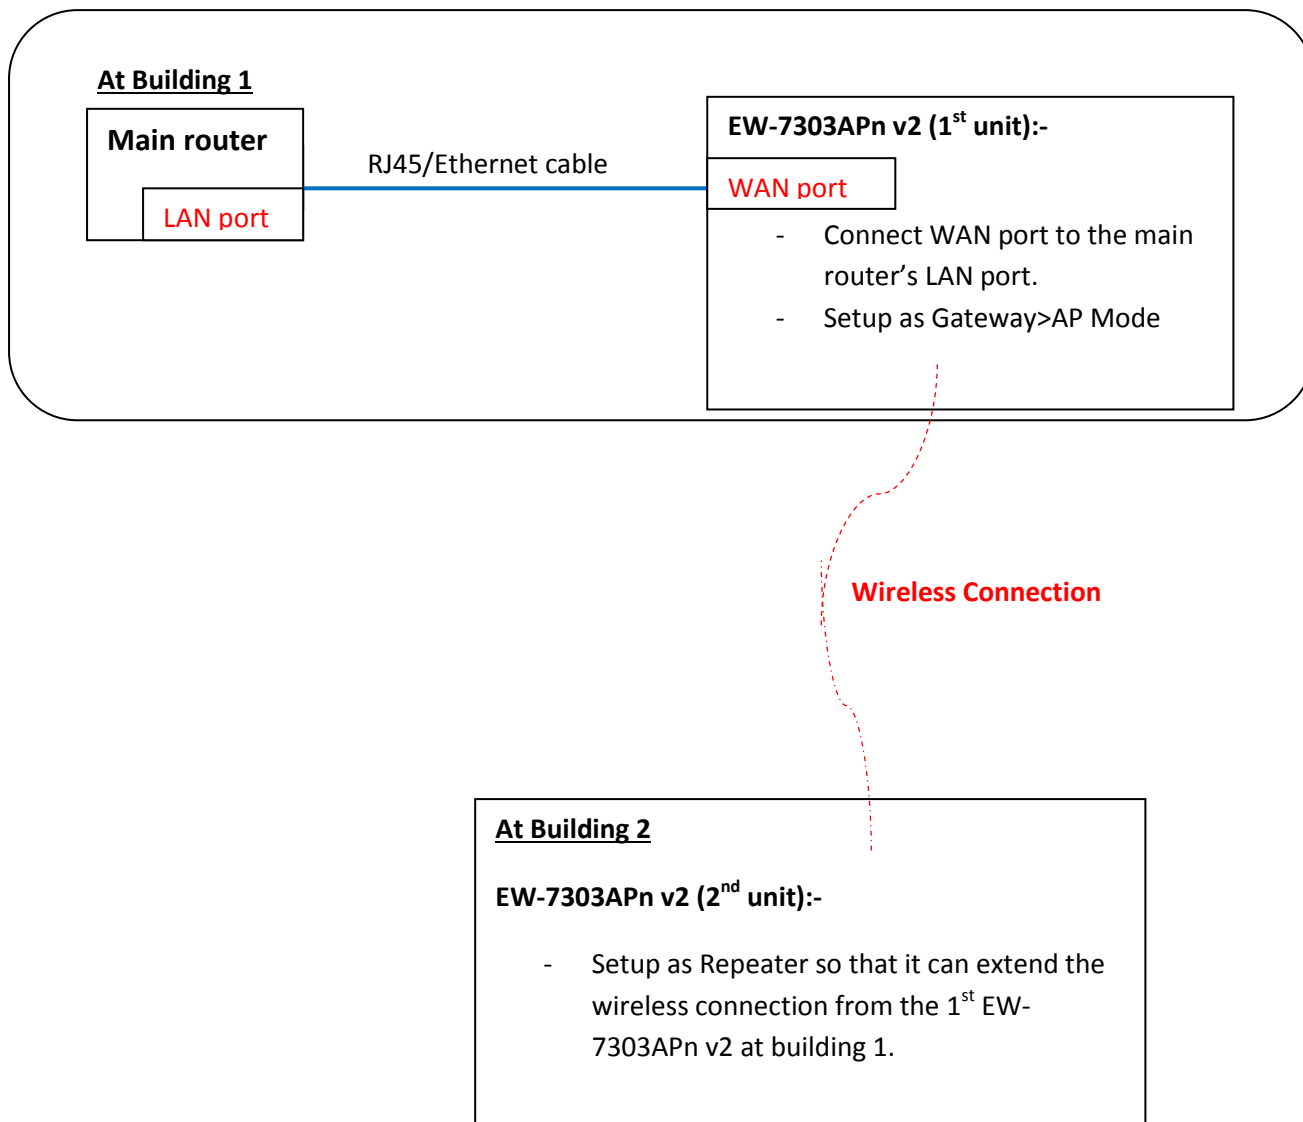 At Building 1
Main router
LAN port
RJ45/Ethernet cable
EW-7303APn v2 (1st unit):-
WAN port
- Connect WAN port to the main
router’s LAN port.
- Setup as Gateway>AP Mode
Wireless Connection
At Building 2
EW-7303APn v2 (2nd unit):-
- Setup as Repeater so that it can extend the
wireless connection from the 1st EW-
7303APn v2 at building 1.